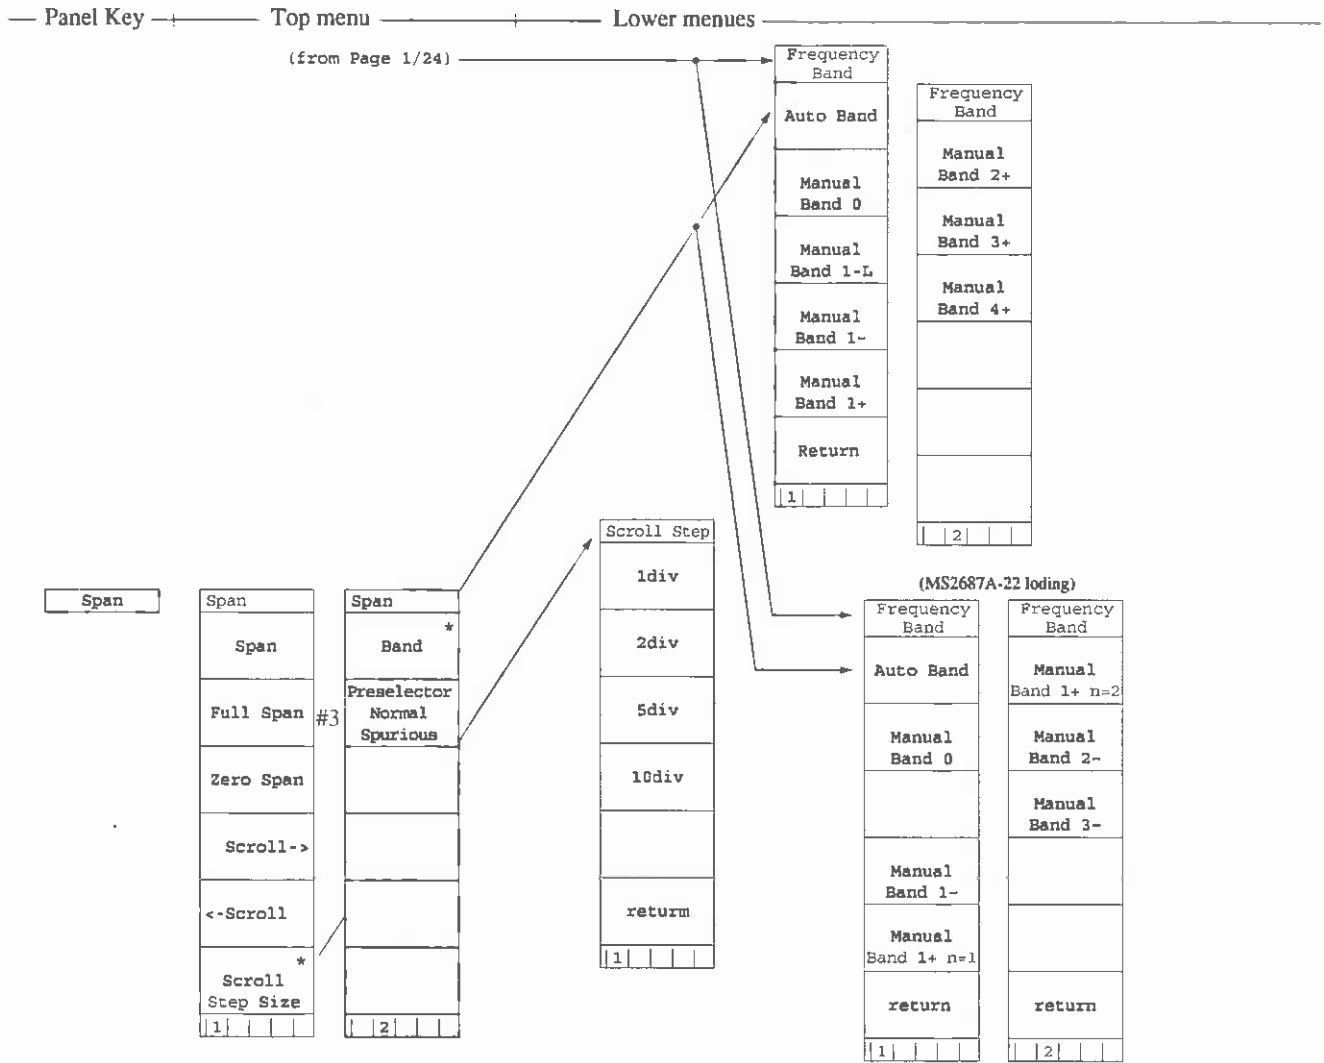 Panel Key
Top menu
Lower menues
(from Page 1/24)
Frequency
Band
Auto Band
Manual
Band 0
Manual
Band 1-L
Manual
Band 1-
Manual
Band 1+
Return
1
Frequency
Band
Manual
Band 2+
Manual
Band 3+
Manual
Band 4+
2
Span
Span
Span
Full Span
Zero Span
Scroll->
<-Scroll
*
Scroll
Step Size
1
#3
Span
*
Band
Preselector
Normal
Spurious
2
Scroll Step
1div
2div
5div
10div
returm
1
(MS2687A-22 loding)
Frequency
Band
Auto Band
Manual
Band 0
Manual
Band 1-
Manual
Band 1+ n=1
return
1
Frequency
Band
Manual
Band 1+ n=2
Manual
Band 2-
Manual
Band 3-
return
2